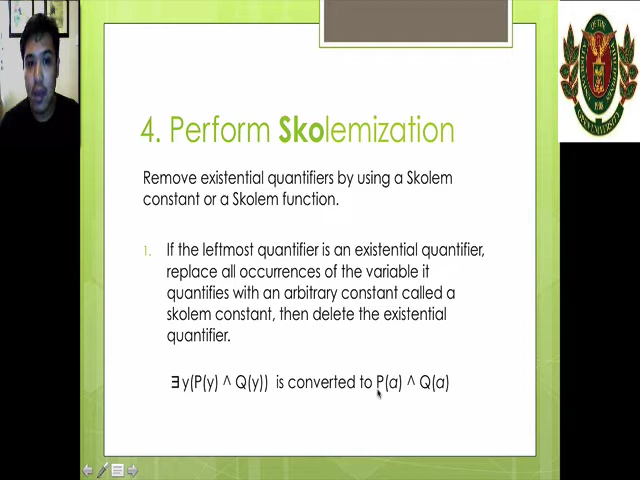 4. Perform Skolemization
Remove existential quantifiers by using a Skolem
constant or a Skolem function.
1. If the leftmost quantifier is an existential quantifier,
replace all occurrences of the variable it
quantifies with an arbitrary constant called a
skolem constant, then delete the existential
quantifier.
∃ y(P(y) ^ Q(y)) is converted to P(a) ^ Q(a)